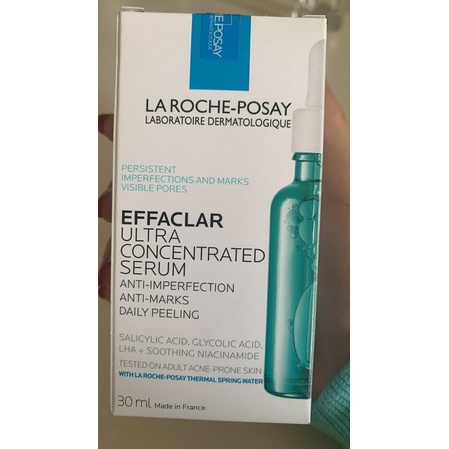 E POSAY
LA ROCHE-POSAY
LABORATOIRE DERMATOLOGIQUE
PERSISTENT
IMPERFECTIONS AND MARKS
VISIBLE PORES
EFFACLAR
ULTRA
CONCENTRATED
SERUM
ANTI-IMPERFECTION
ANTI-MARKS
DAILY PEELING
SALICYLIC ACID, GLYCOLIC ACID,
LHA + SOOTHING NIACINAMIDE
TESTED ON ADULT ACNE-PRONE SKIN
WITH LA ROCHE-POSAY THERMAL SPRING WATER
30 ml Made in France